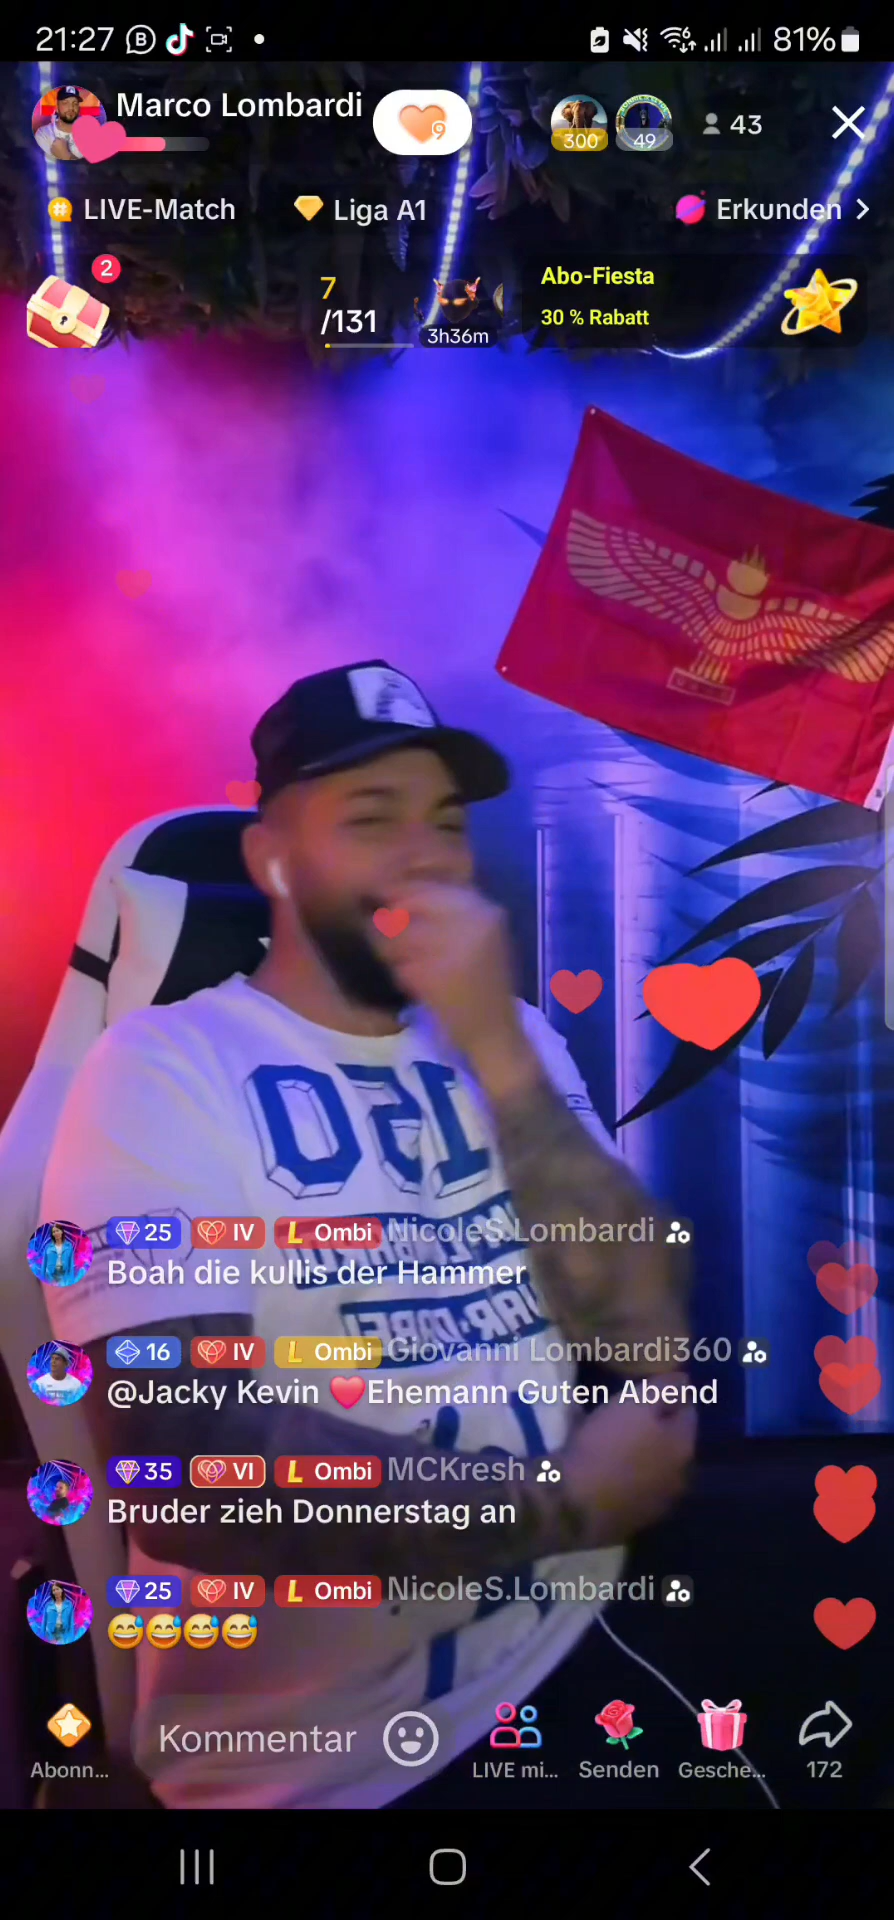 21:27
81%
Marco Lombardi
300
49
43
LIVE-Match
Liga A1
Erkunden
2
7
/131
3h36m
Abo-Fiesta
30 % Rabatt
25 IV L Ombi NicoleS.Lombardi
Boah die kullis der Hammer
16 IV L Ombi Giovanni Lombardi360
@Jacky Kevin ❤️Ehemann Guten Abend
35 VI L Ombi MCKresh
Bruder zieh Donnerstag an
25 IV L Ombi NicoleS.Lombardi
😅😅😅😅
Kommentar
Abonn...
LIVE mi...
Senden
Gesche...
172